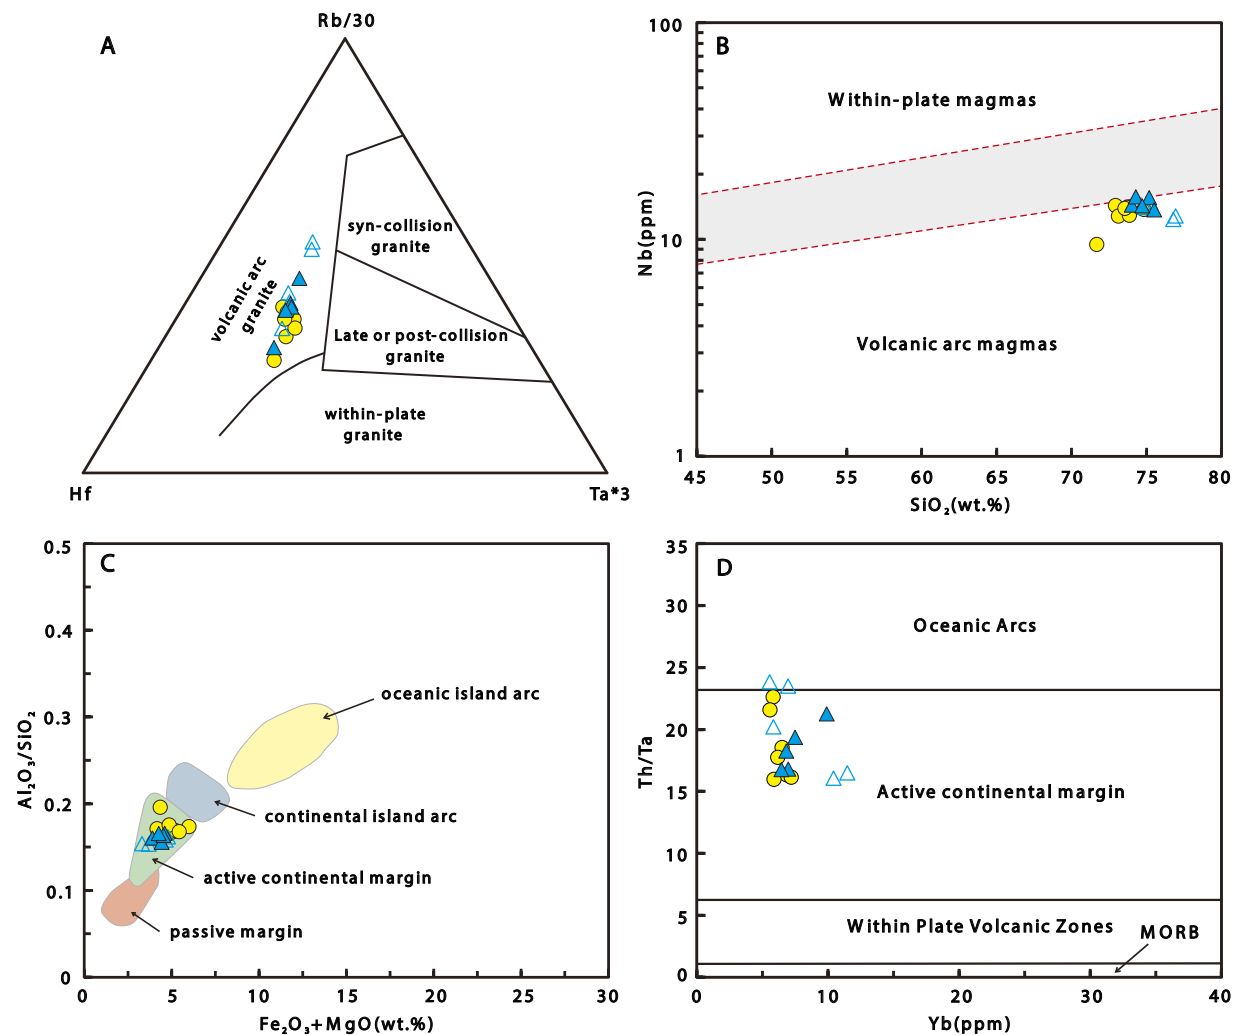 Rb/30
A
volcanic arc
granite
syn-collision
granite
Late or post-collision
granite
within-plate
granite
Hf
Ta*3
B
100
10
1
Nb(ppm)
Within-plate magmas
Volcanic arc magmas
45 50 55 60 65 70 75 80
SiO₂(wt.%)
C
0.5
0.4
0.3
0.2
0.1
0
Al₂O₃/SiO₂
oceanic island arc
continental island arc
active continental margin
passive margin
0 5 10 15 20 25 30
Fe₂O₃+MgO(wt.%)
D
35
30
25
20
15
10
5
0
Th/Ta
Oceanic Arcs
Active continental margin
Within Plate Volcanic Zones
MORB
0 10 20 30 40
Yb(ppm)